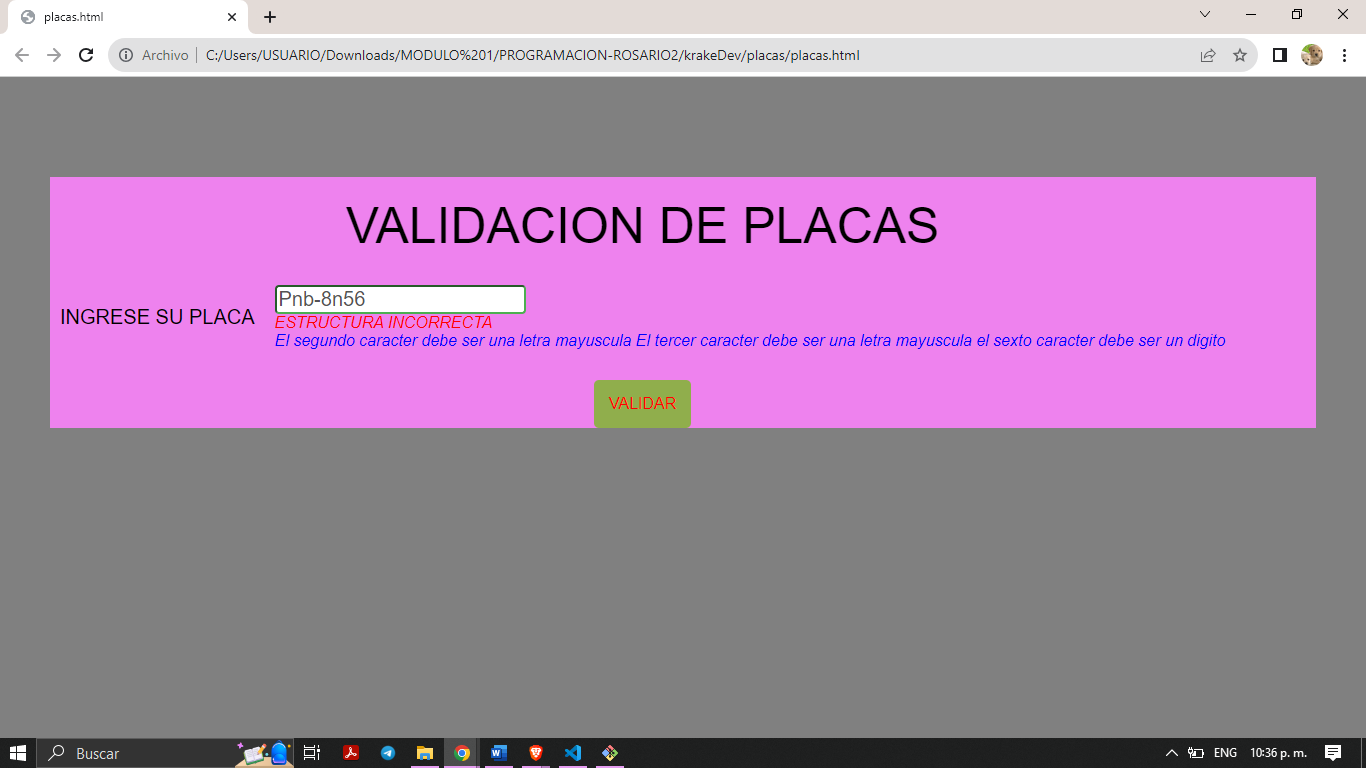 placas.html
Archivo
C:/Users/USUARIO/Downloads/MODULO%201/PROGRAMACION-ROSARIO2/krakeDev/placas/placas.html
VALIDACION DE PLACAS
INGRESE SU PLACA
Pnb-8n56
ESTRUCTURA INCORRECTA
El segundo caracter debe ser una letra mayuscula El tercer caracter debe ser una letra mayuscula el sexto caracter debe ser un digito
VALIDAR
Buscar
ENG
10:36 p. m.